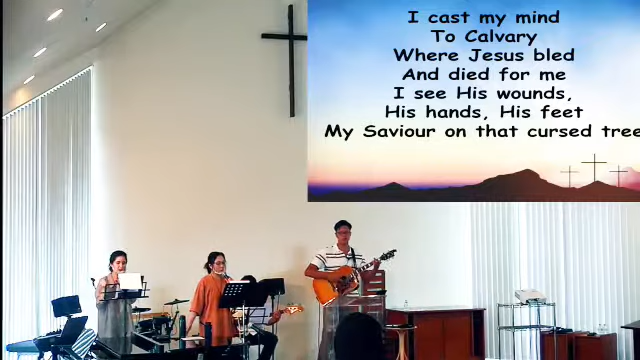 I cast my mind
To Calvary
Where Jesus bled
And died for me
I see His wounds,
His hands, His feet
My Saviour on that cursed tree